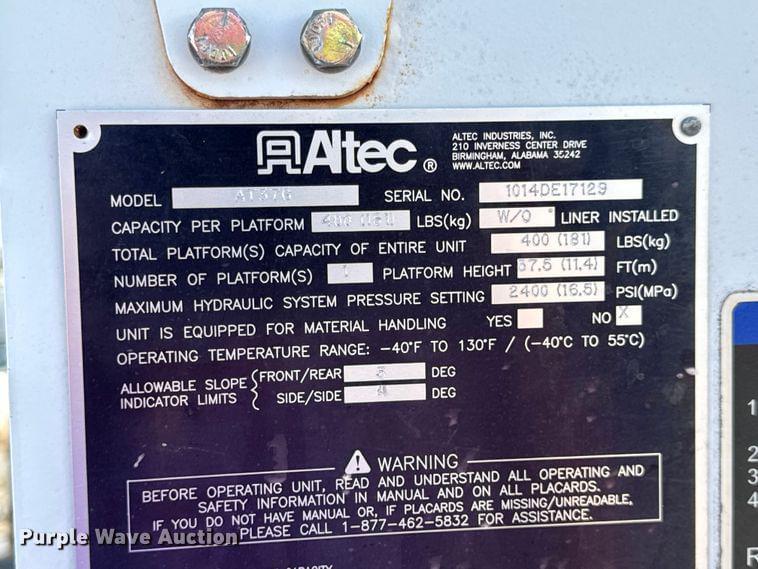 Altec®
ALTEC INDUSTRIES, INC.
210 INVERNESS CENTER DRIVE
BIRMINGHAM, ALABAMA 35242
WWW.ALTEC.COM
MODEL AT37G SERIAL NO. 1014DE17129
CAPACITY PER PLATFORM 400 (181) LBS(kg) W/O LINER INSTALLED
TOTAL PLATFORM(S) CAPACITY OF ENTIRE UNIT 400 (181) LBS(kg)
NUMBER OF PLATFORM(S) 1 PLATFORM HEIGHT 37.5 (11.4) FT(m)
MAXIMUM HYDRAULIC SYSTEM PRESSURE SETTING 2400 (16.5) PSI(MPa)
UNIT IS EQUIPPED FOR MATERIAL HANDLING YES NO X
OPERATING TEMPERATURE RANGE: -40°F TO 130°F / (-40°C TO 55°C)
ALLOWABLE SLOPE FRONT/REAR DEG
INDICATOR LIMITS SIDE/SIDE DEG
WARNING
BEFORE OPERATING UNIT, READ AND UNDERSTAND ALL OPERATING AND
SAFETY INFORMATION IN MANUAL AND ON ALL PLACARDS.
IF YOU DO NOT HAVE MANUAL OR, IF PLACARDS ARE MISSING/UNREADABLE,
PLEASE CALL 1-877-462-5832 FOR ASSISTANCE.
CAPACITY
1
2
3
4
R
Purple Wave Auction